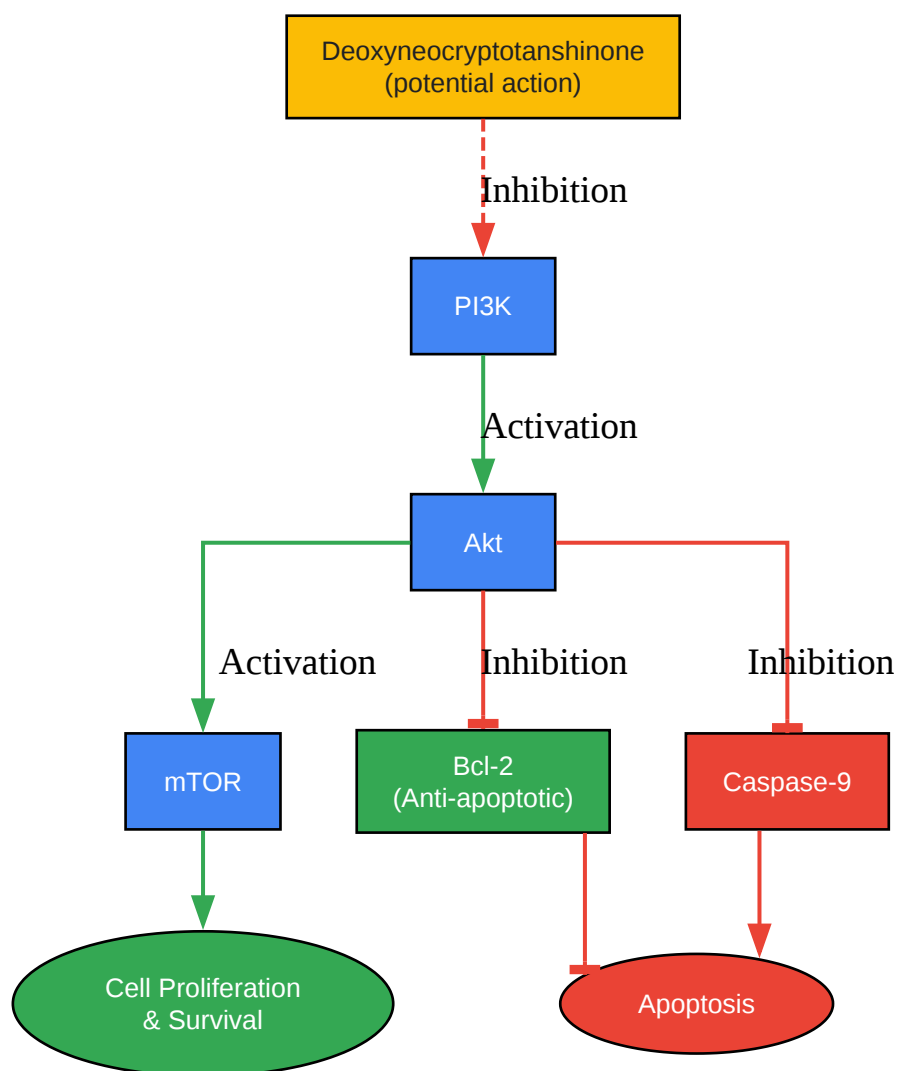 Deoxyneocryptotanshinone
(potential action)
Inhibition
PI3K
Activation
Akt
Activation
Inhibition
Inhibition
mTOR
Bcl-2
(Anti-apoptotic)
Caspase-9
Cell Proliferation
& Survival
Apoptosis